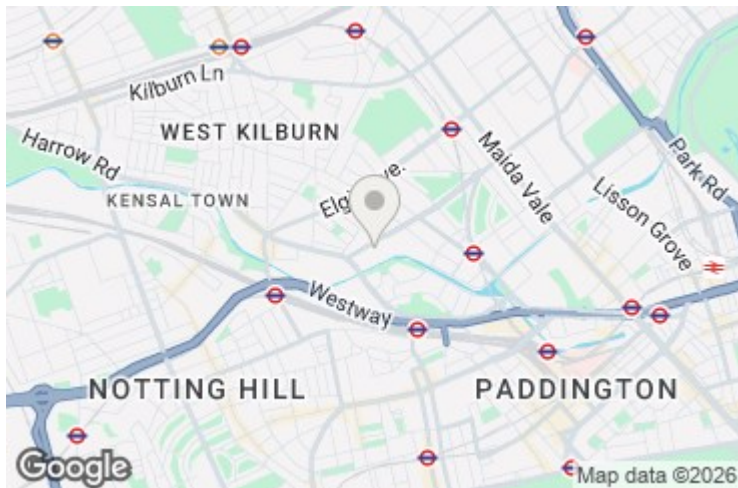 Kilburn Ln
WEST KILBURN
Harrow Rd
Maida Vale
Park Rd
KENSAL TOWN
Lisson Grove
Westway
NOTTING HILL
PADDINGTON
Google
Map data ©2026